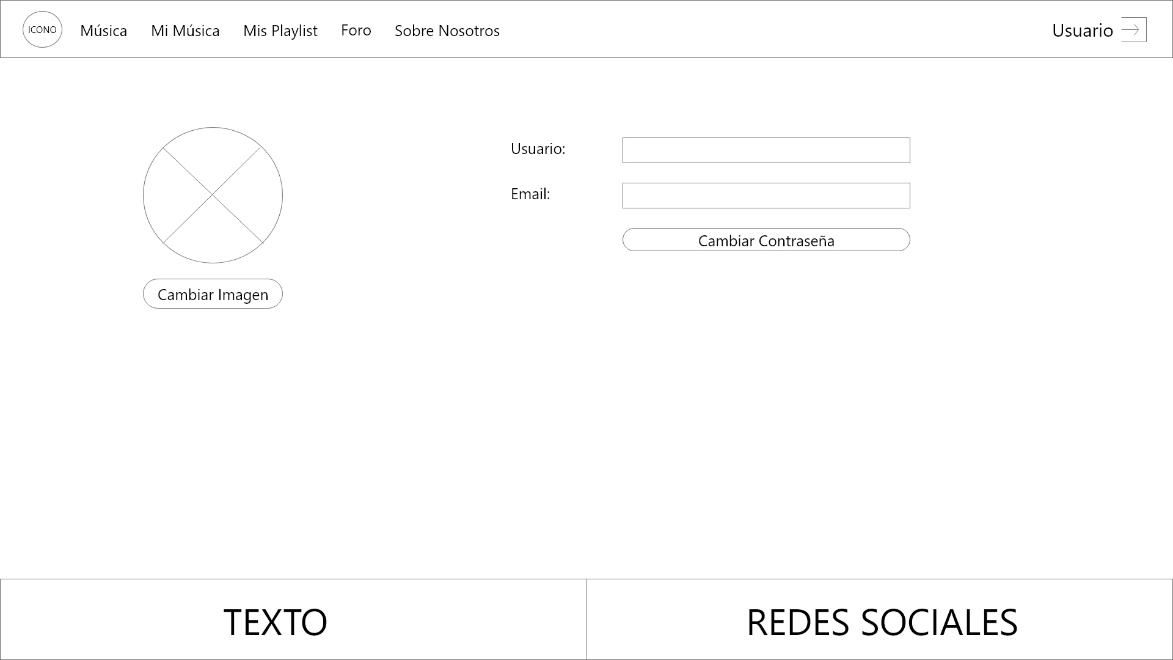 ICONO Música Mi Música Mis Playlist Foro Sobre Nosotros Usuario
Usuario:
Email:
Cambiar Contraseña
Cambiar Imagen
TEXTO REDES SOCIALES